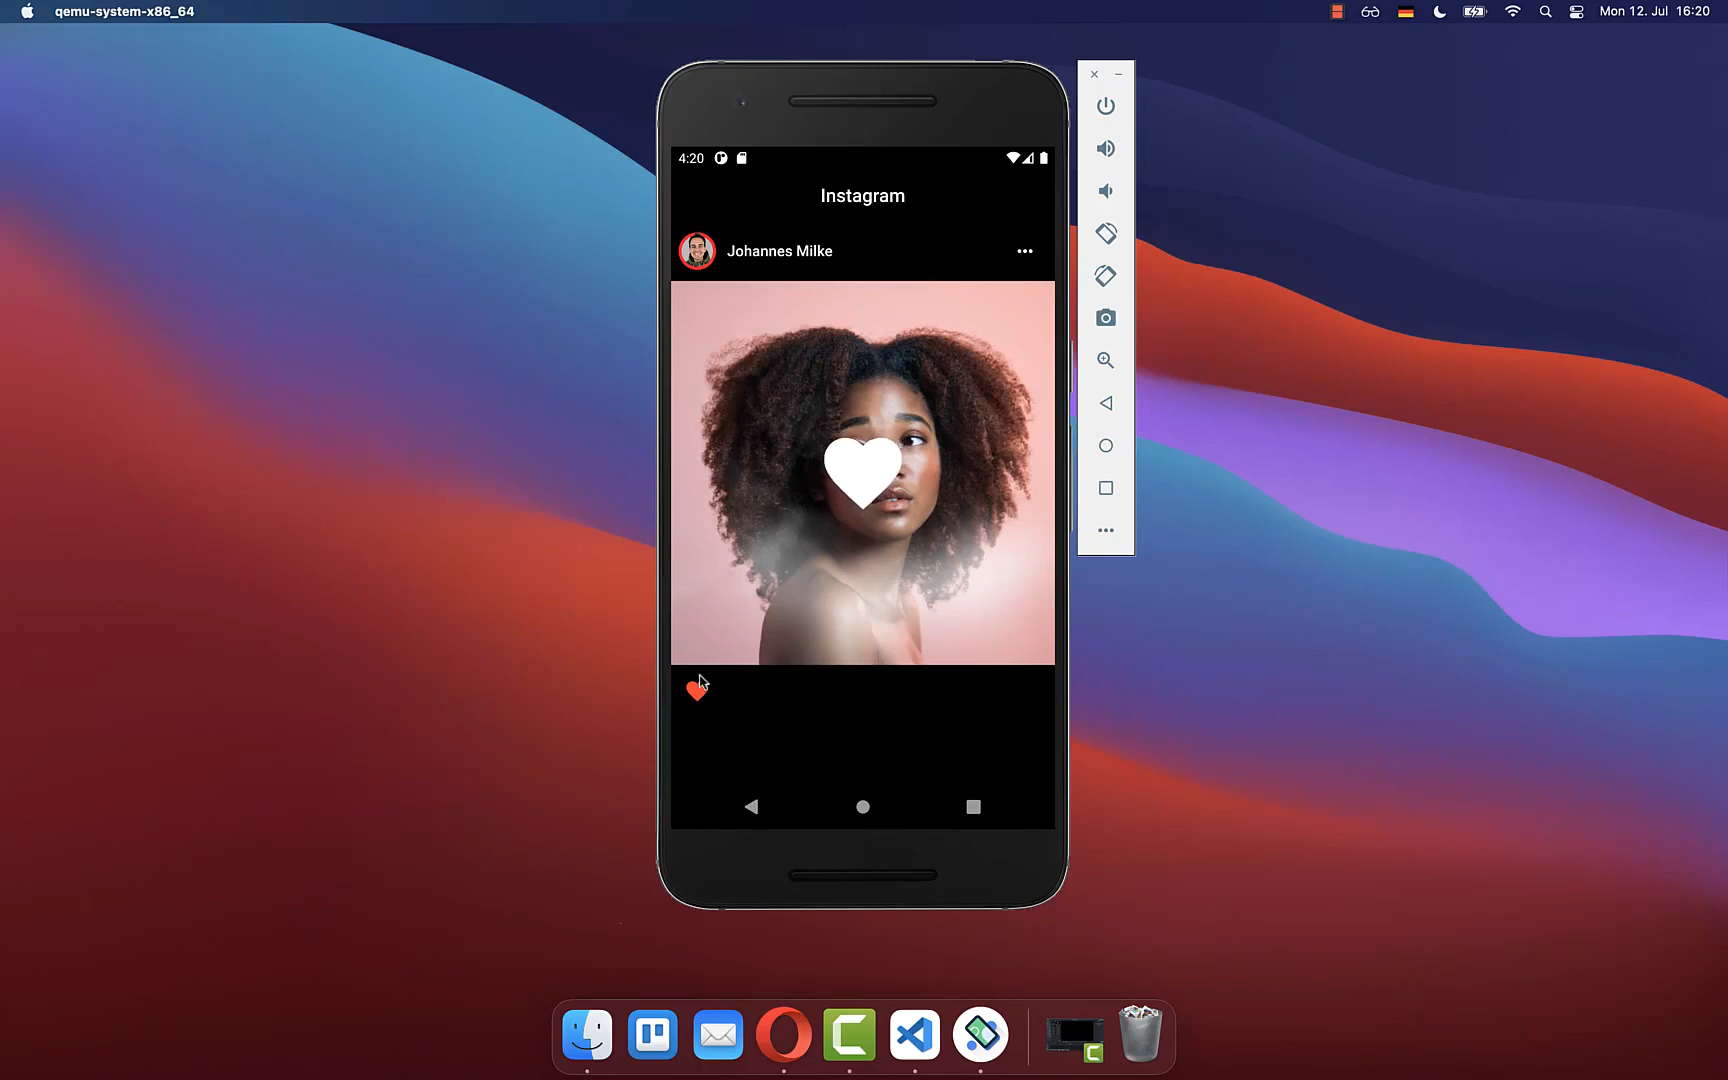 qemu-system-x86_64
Mon 12. Jul 16:20
4:20
Instagram
Johannes Milke